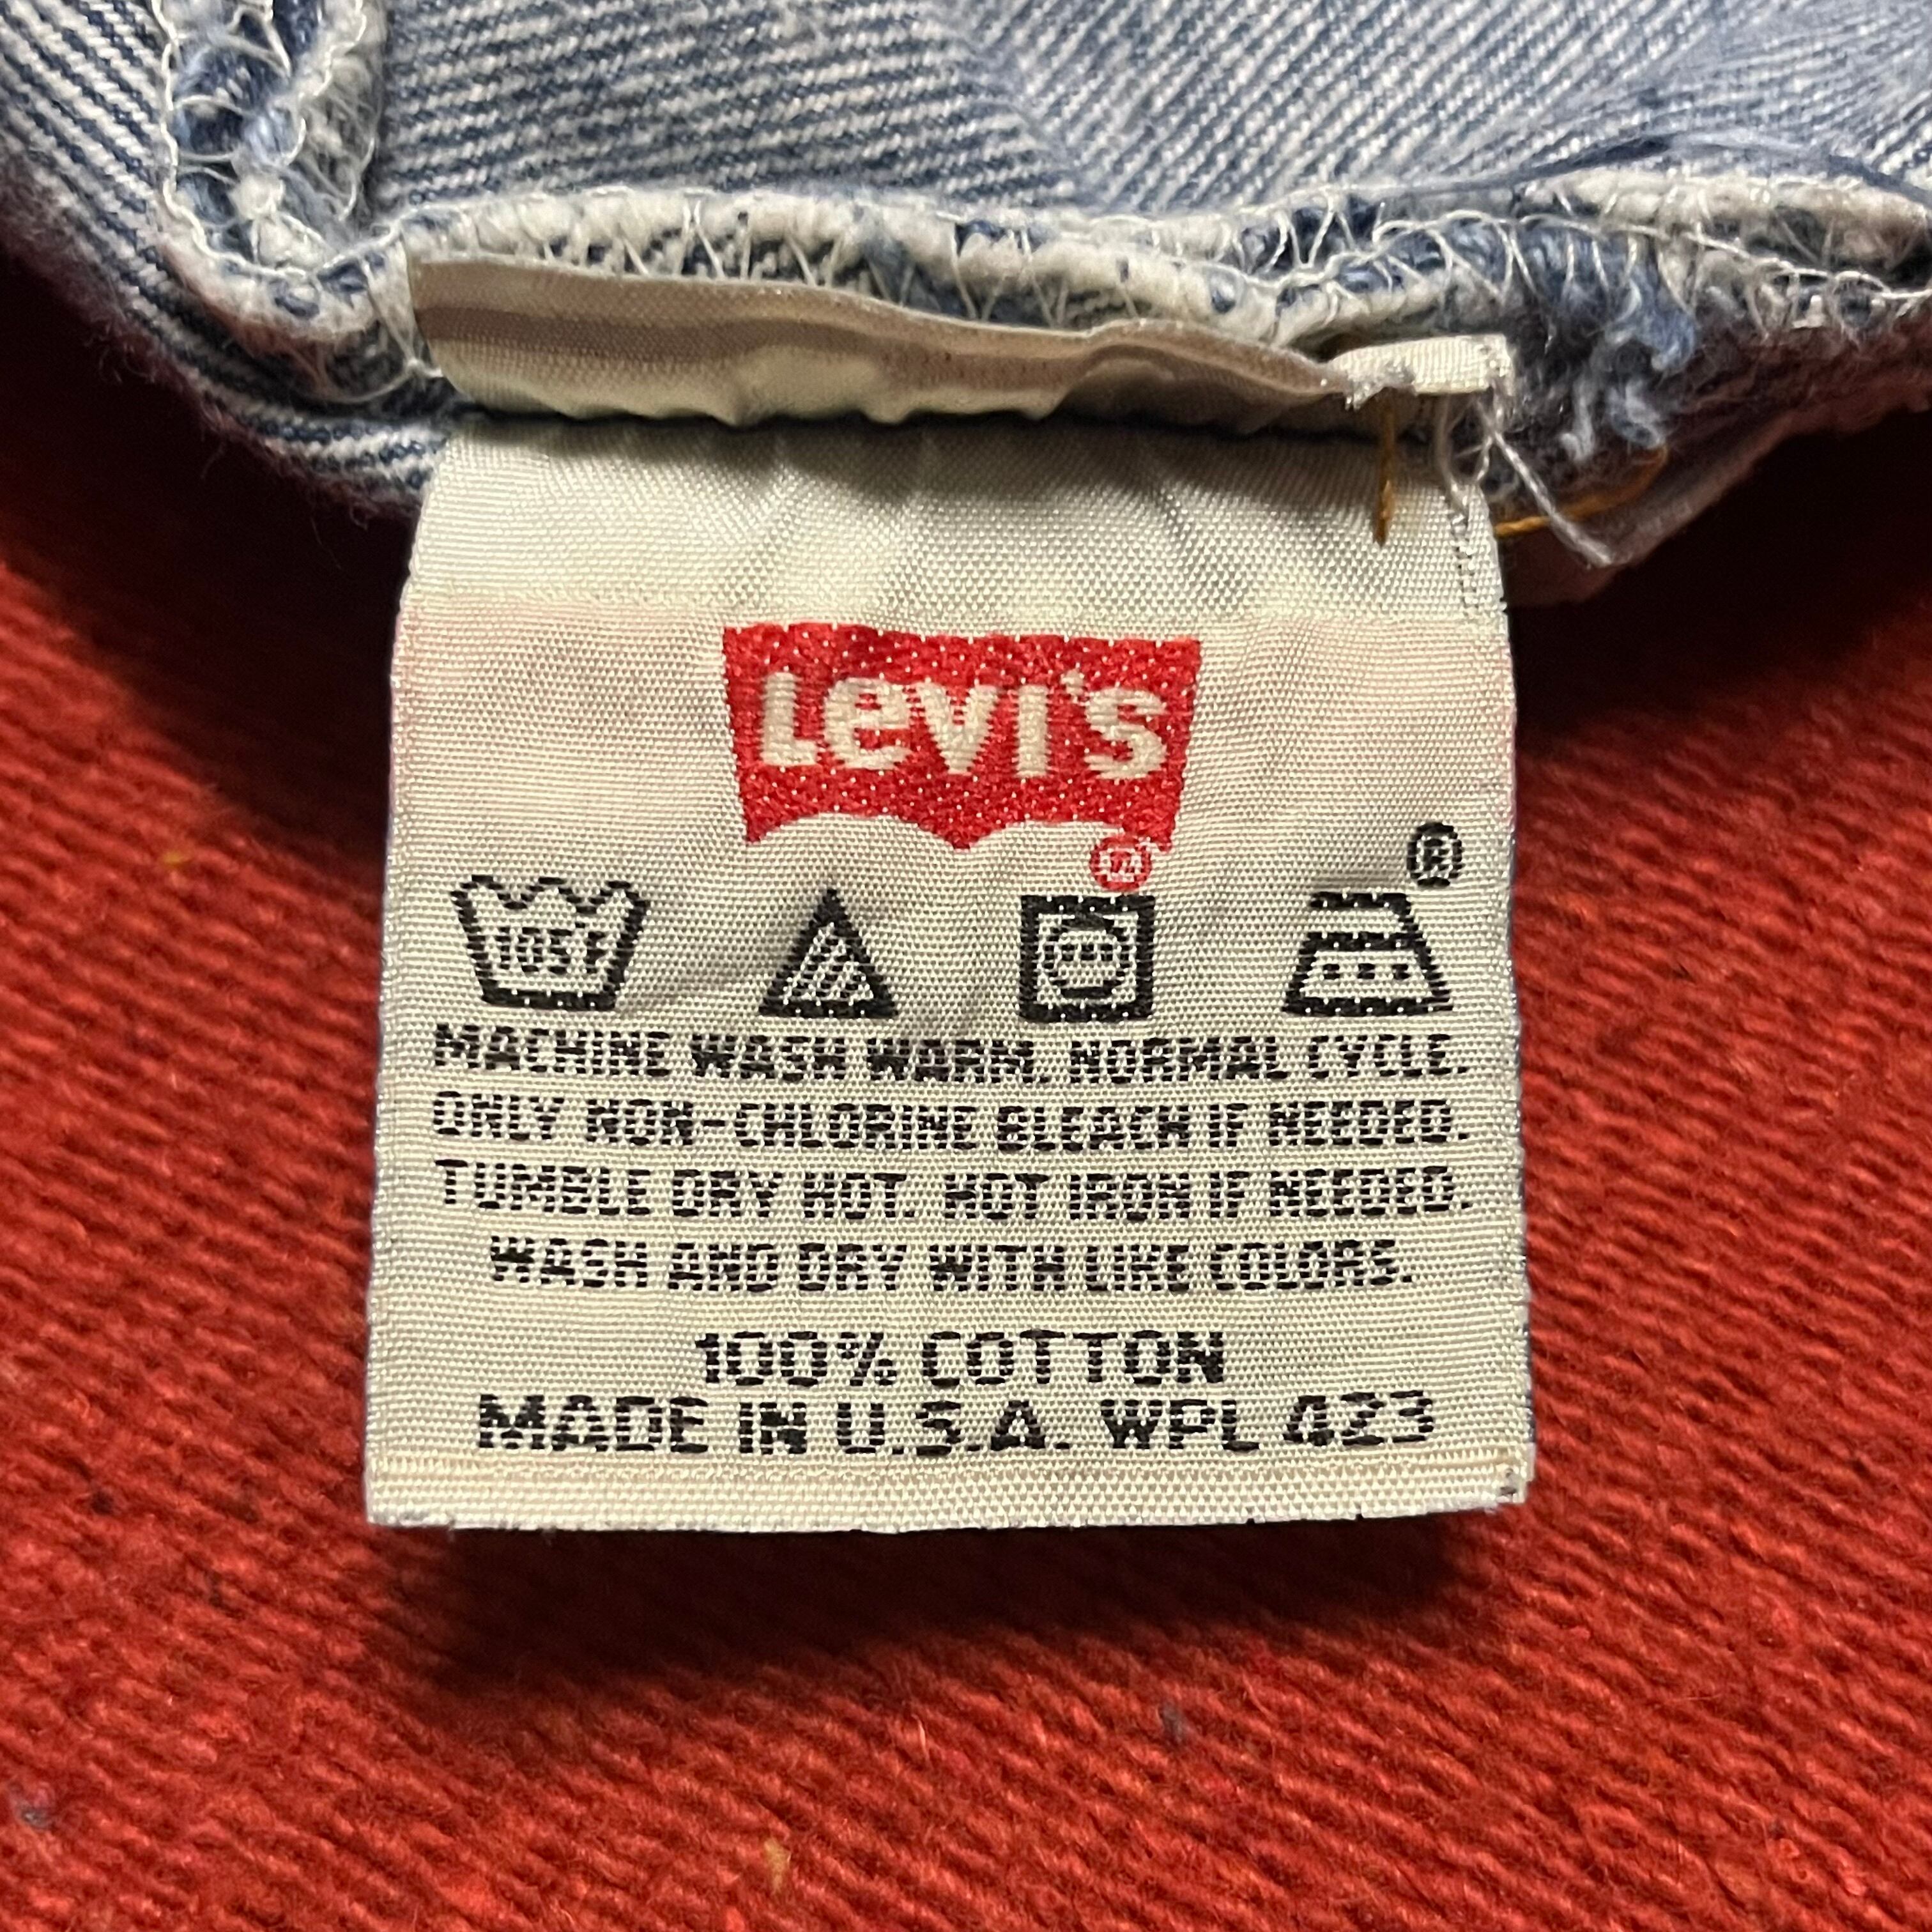 Levi's
®
®
105F
MACHINE WASH WARM. NORMAL CYCLE.
ONLY NON-CHLORINE BLEACH IF NEEDED.
TUMBLE DRY HOT. HOT IRON IF NEEDED.
WASH AND DRY WITH LIKE COLORS.
100% COTTON
MADE IN U.S.A. WPL 423